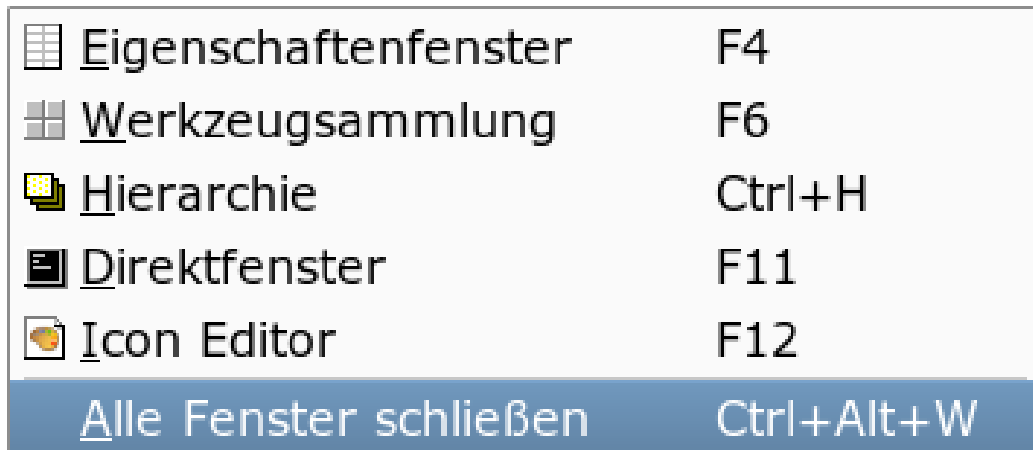 Eigenschaftenfenster F4
Werkzeugsammlung F6
Hierarchie Ctrl+H
Direktfenster F11
Icon Editor F12
Alle Fenster schließen Ctrl+Alt+W